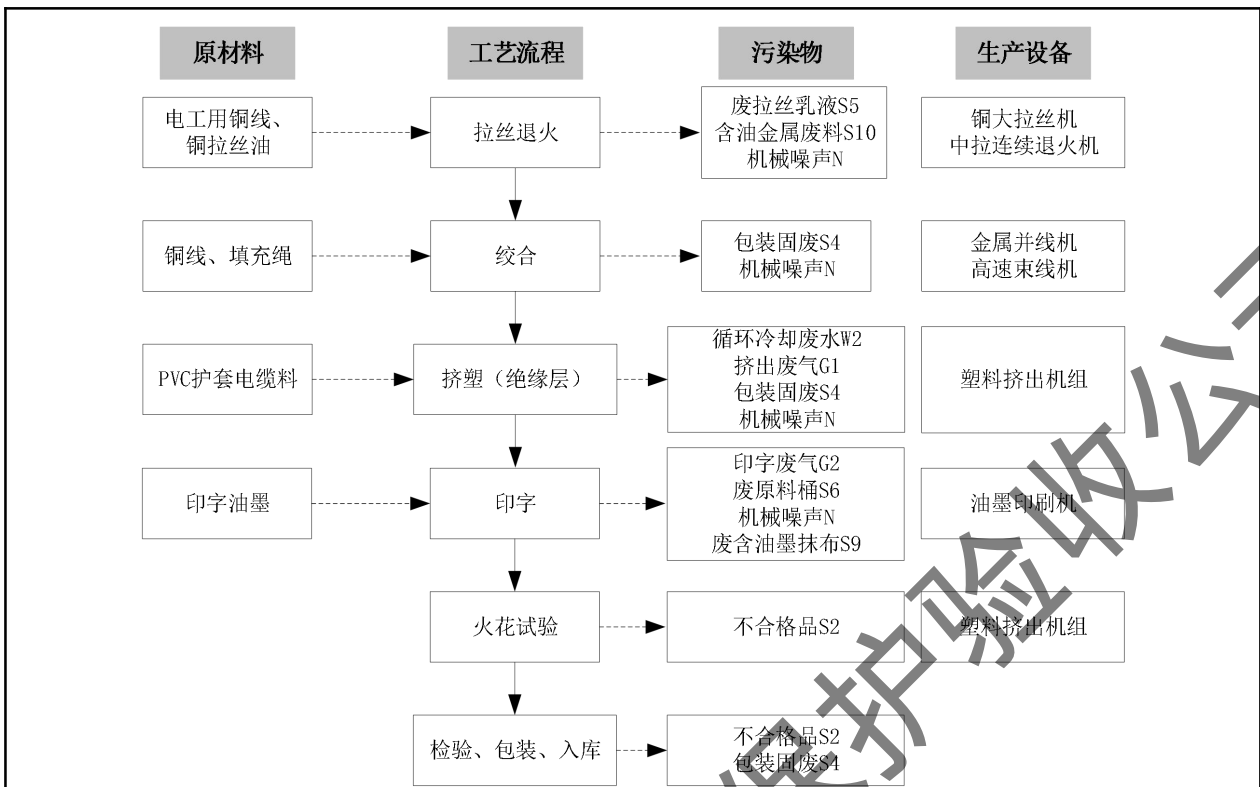 原材料
工艺流程
污染物
生产设备
电工用铜线、
铜拉丝油
拉丝退火
废拉丝乳液S5
含油金属废料S10
机械噪声N
铜大拉丝机
中拉连续退火机
铜线、填充绳
绞合
包装固废S4
机械噪声N
金属并线机
高速束线机
PVC护套电缆料
挤塑（绝缘层）
循环冷却废水W2
挤出废气G1
包装固废S4
机械噪声N
塑料挤出机组
印字油墨
印字
印字废气G2
废原料桶S6
机械噪声N
废含油墨抹布S9
油墨印刷机
火花试验
不合格品S2
塑料挤出机组
检验、包装、入库
不合格品S2
包装固废S4
保护验收公司